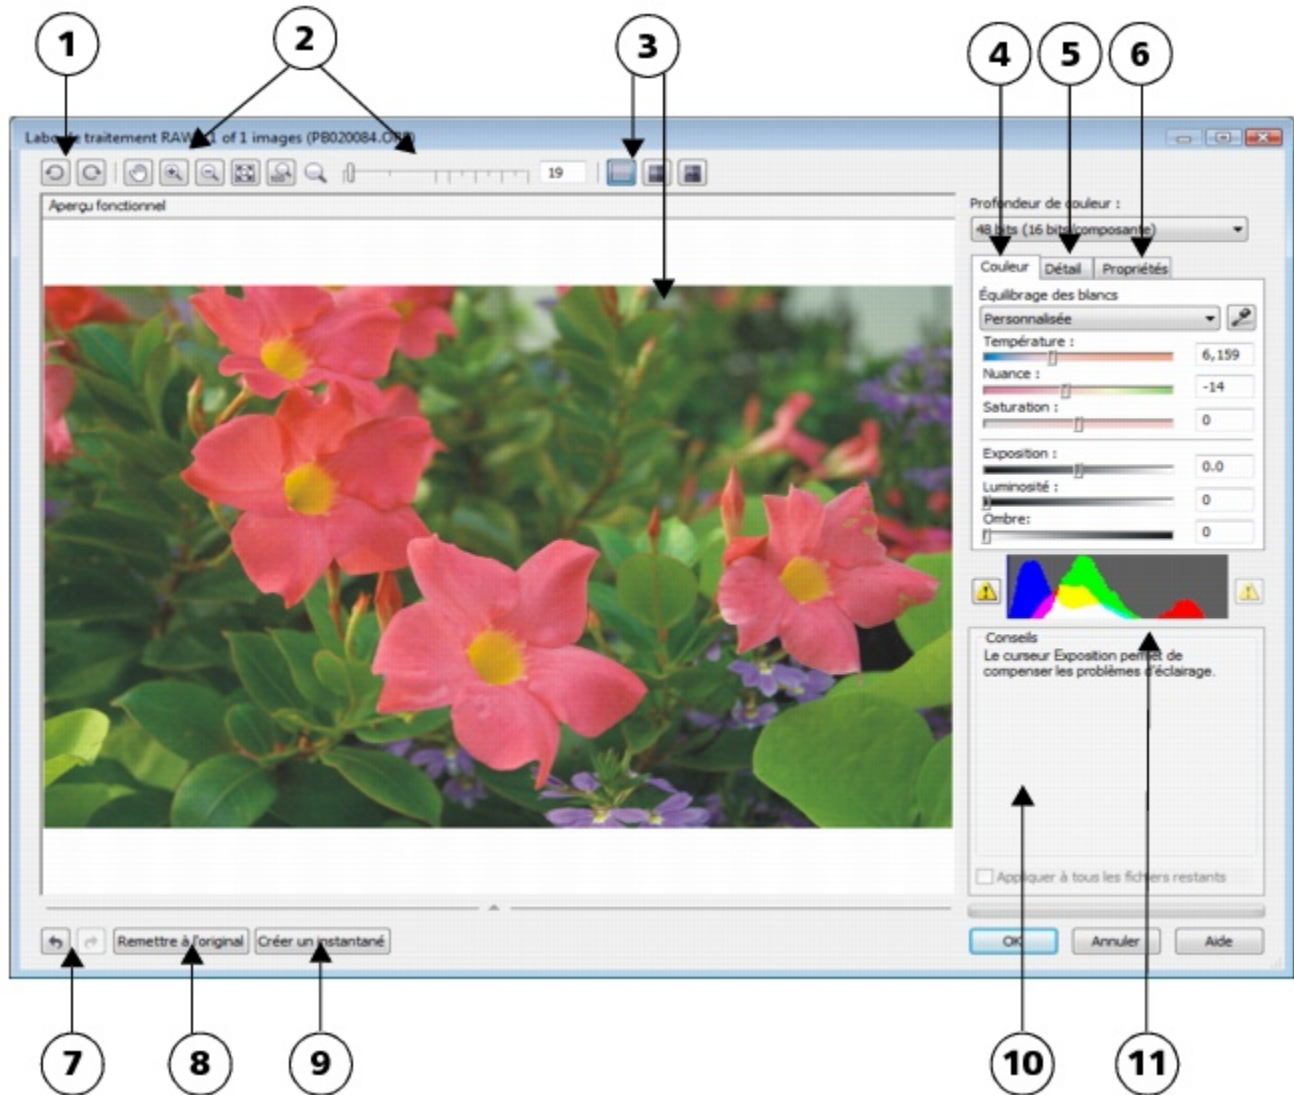 1
2
3
4
5
6
Labo de traitement RAW 1 of 1 images (PB020084.ORF)
19
Aperçu fonctionnel
Profondeur de couleur :
48 bits (16 bits/composante)
Couleur
Détail
Propriétés
Équilibrage des blancs
Personnalisée
Température :
6,159
Nuance :
-14
Saturation :
0
Exposition :
0.0
Luminosité :
0
Ombre:
0
Conseils
Le curseur Exposition permet de
compenser les problèmes d'éclairage.
Appliquer à tous les fichiers restants
Remettre à l'original
Créer un instantané
OK
Annuler
Aide
7
8
9
10
11